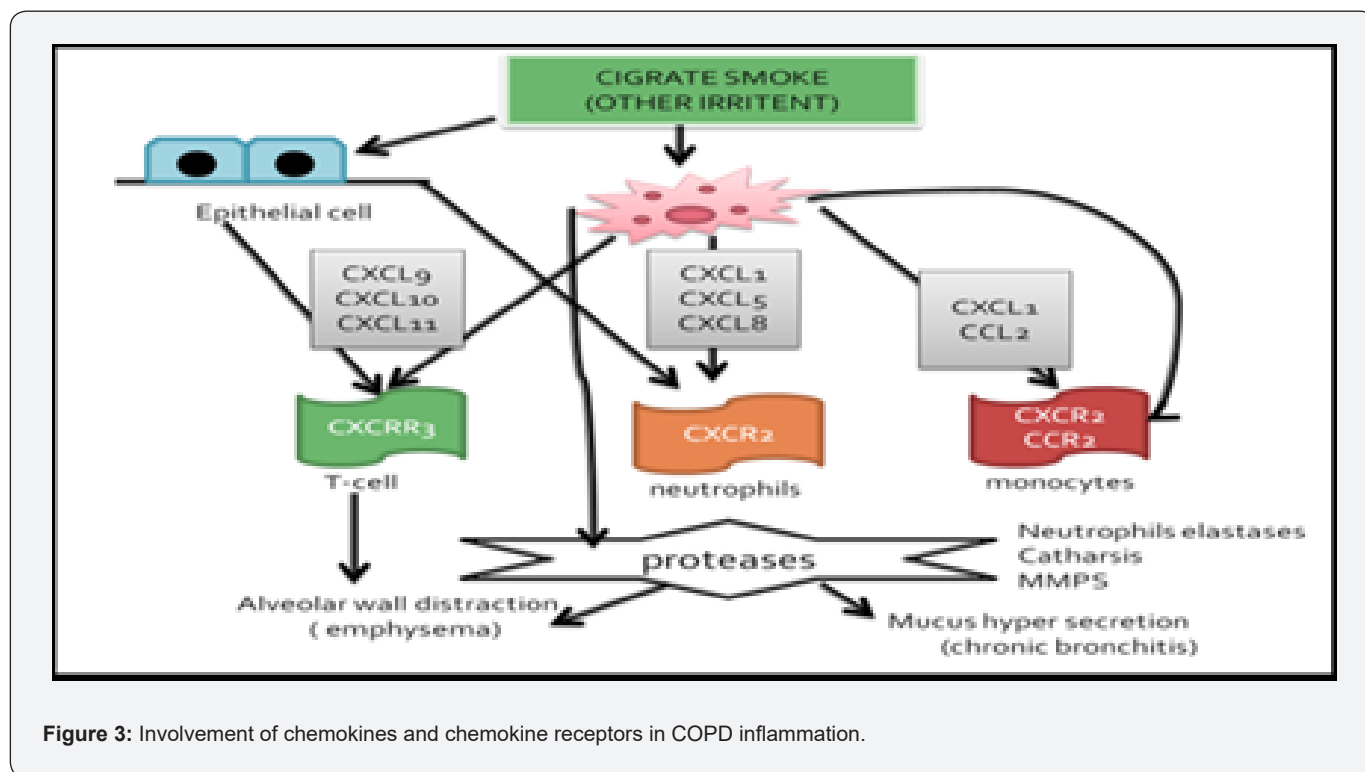 CIGRATE SMOKE
(OTHER IRRITENT)
Epithelial cell
CXCL9
CXCL10
CXCL11
CXCL1
CXCL5
CXCL8
CXCL1
CCL2
CXCRR3
T-cell
CXCR2
neutrophils
CXCR2
CCR2
monocytes
proteases
Neutrophils elastases
Catharsis
MMPS
Alveolar wall distraction
( emphysema)
Mucus hyper secretion
(chronic bronchitis)
Figure 3: Involvement of chemokines and chemokine receptors in COPD inflammation.